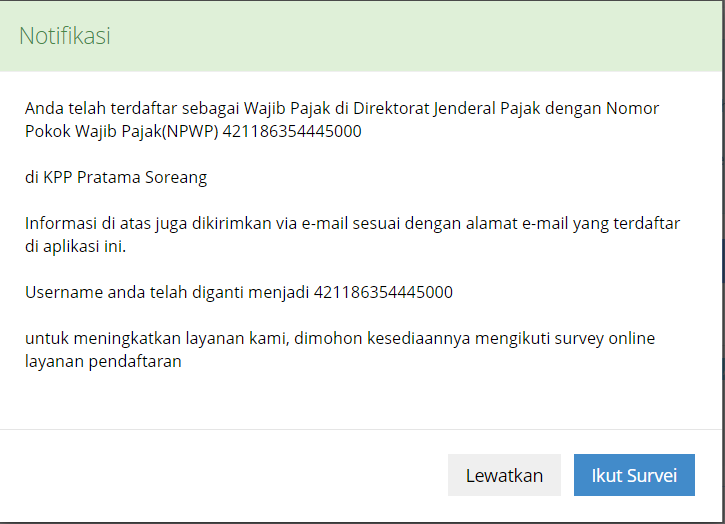 Notifikasi
Anda telah terdaftar sebagai Wajib Pajak di Direktorat Jenderal Pajak dengan Nomor
Pokok Wajib Pajak(NPWP) 421186354445000
di KPP Pratama Soreang
Informasi di atas juga dikirimkan via e-mail sesuai dengan alamat e-mail yang terdaftar
di aplikasi ini.
Username anda telah diganti menjadi 421186354445000
untuk meningkatkan layanan kami, dimohon kesediaannya mengikuti survey online
layanan pendaftaran
Lewatkan
Ikut Survei